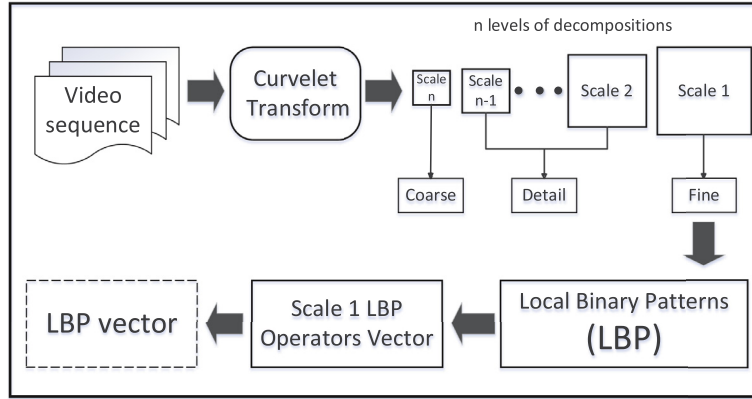 n levels of decompositions
Video
sequence
Curvelet
Transform
Scale
n
Scale
n-1
Scale 2
Scale 1
Coarse
Detail
Fine
Local Binary Patterns
(LBP)
Scale 1 LBP
Operators Vector
LBP vector